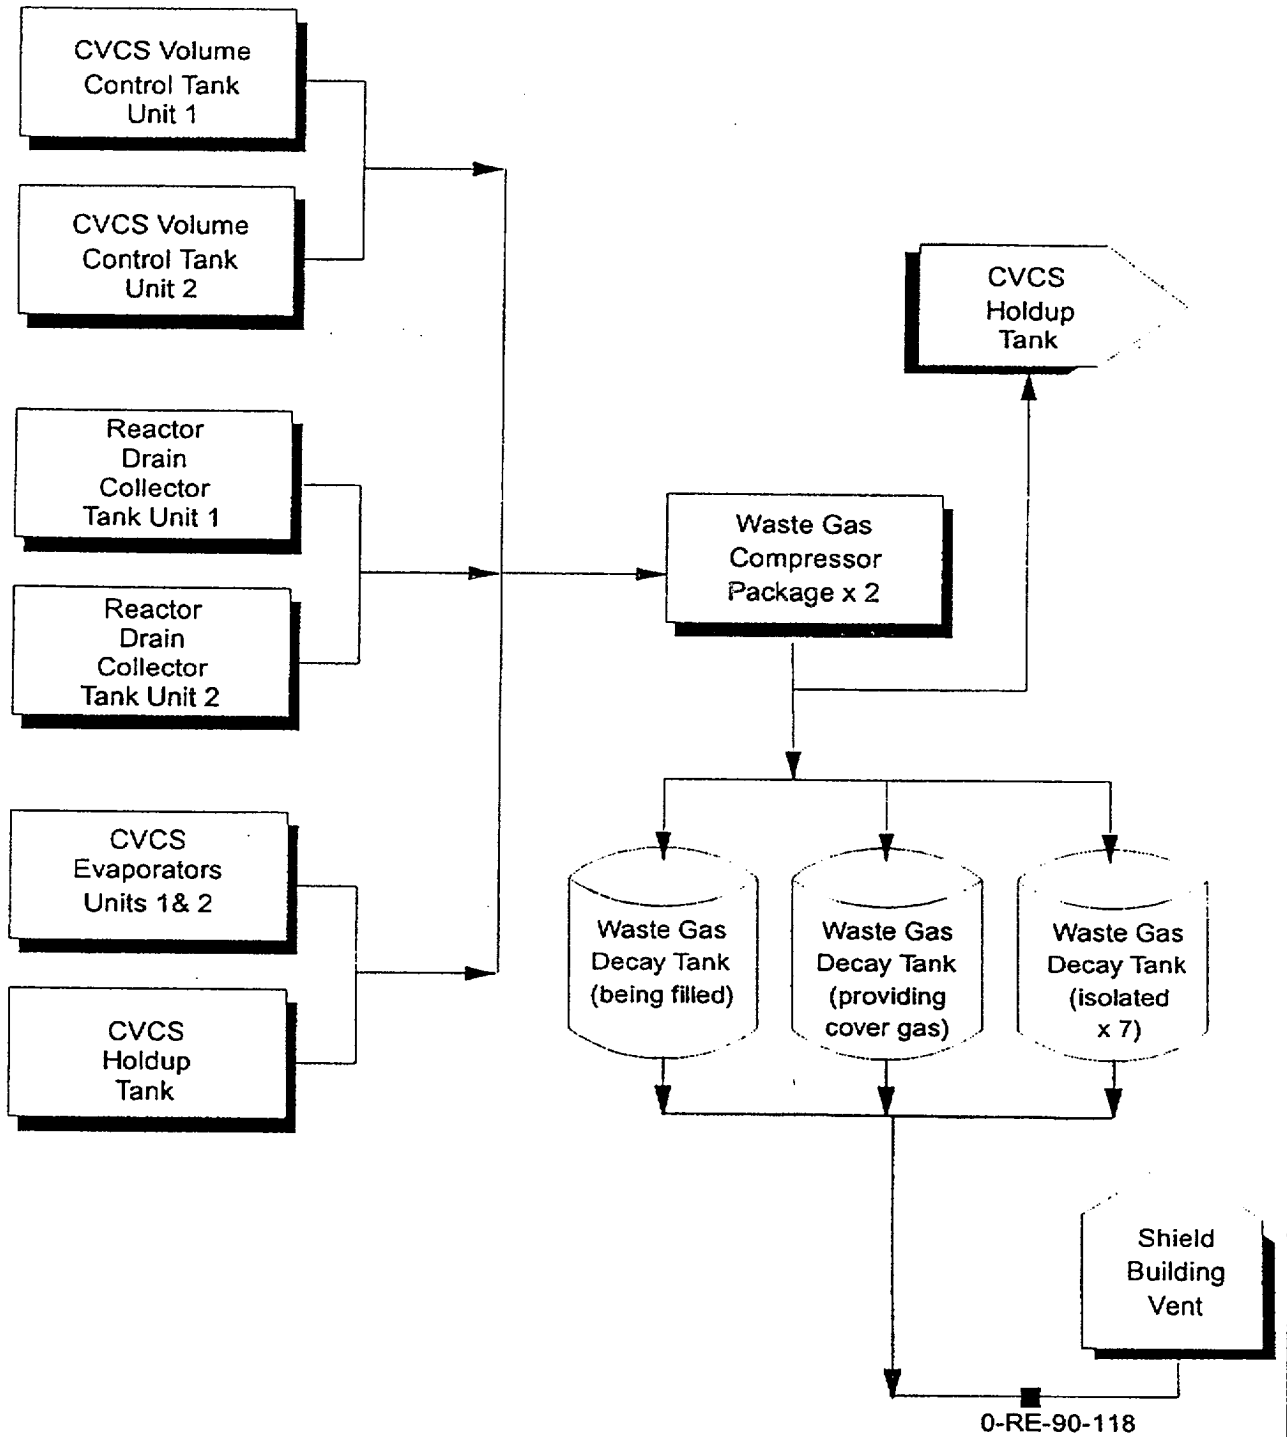 CVCS Volume
Control Tank
Unit 1
CVCS Volume
Control Tank
Unit 2
CVCS
Holdup
Tank
Reactor
Drain
Collector
Tank Unit 1
Waste Gas
Compressor
Package x 2
Reactor
Drain
Collector
Tank Unit 2
CVCS
Evaporators
Units 1& 2
Waste Gas
Decay Tank
(being filled)
Waste Gas
Decay Tank
(providing
cover gas)
Waste Gas
Decay Tank
(isolated
x 7)
CVCS
Holdup
Tank
Shield
Building
Vent
0-RE-90-118